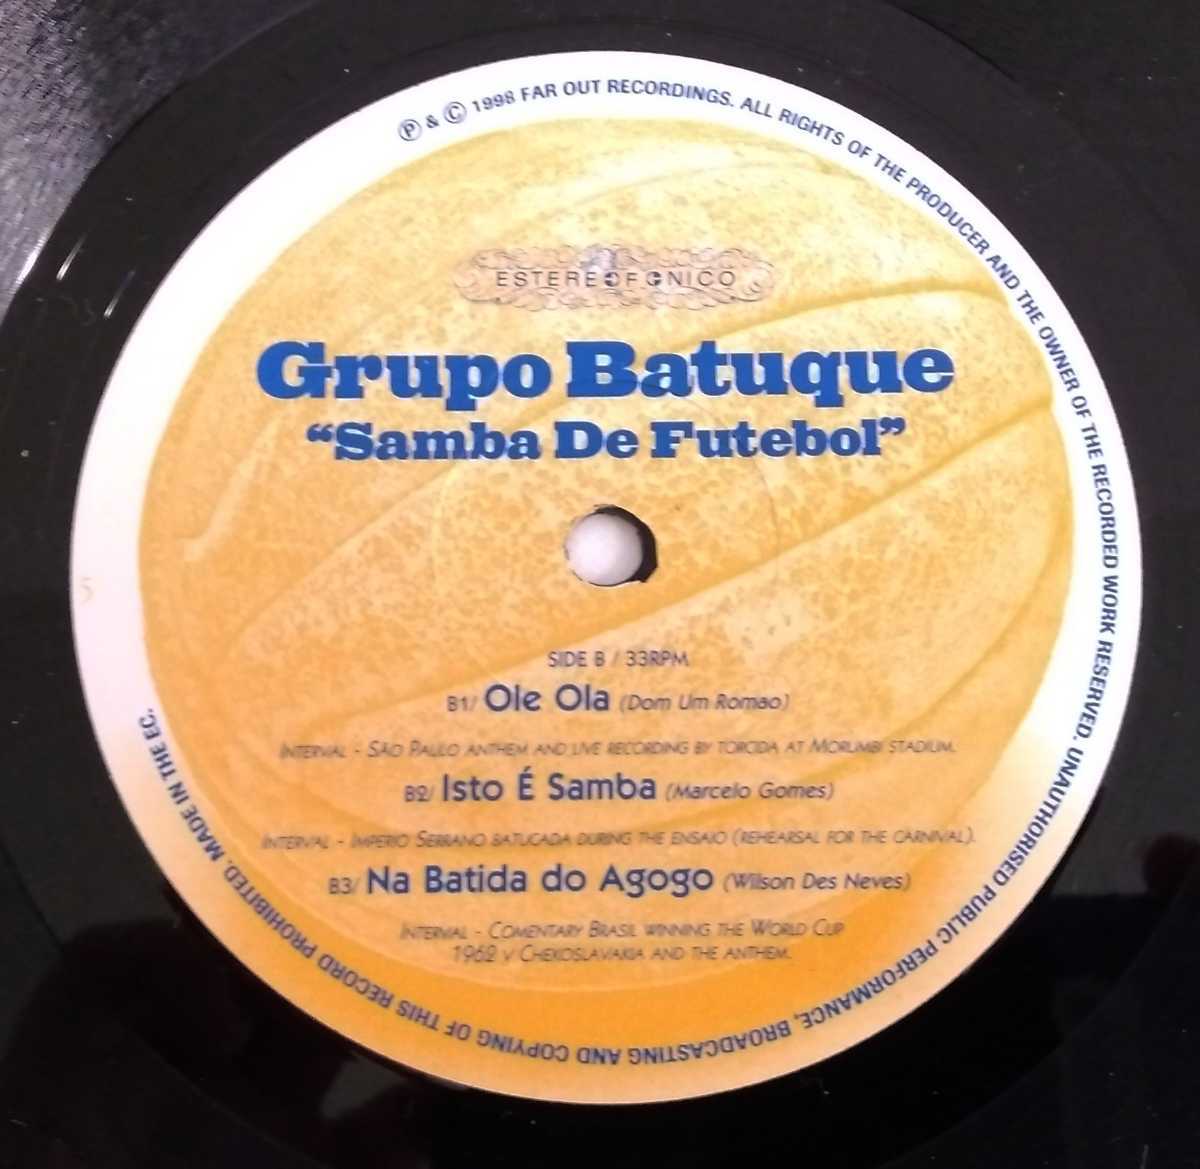 Ⓟ & © 1998 FAR OUT RECORDINGS. ALL RIGHTS OF THE PRODUCER AND THE OWNER OF THE RECORDED WORK RESERVED. UNAUTHORISED PUBLIC PERFORMANCE, BROADCASTING AND COPYING OF THIS RECORD PROHIBITED. MADE IN THE EC.
ESTEREOFONICO
Grupo Batuque
“Samba De Futebol”
SIDE B / 33RPM
B1/ Ole Ola (Dom Um Romao)
INTERVAL - SÃO PAULO ANTHEM AND LIVE RECORDING BY TORCIDA AT MORUMBI STADIUM.
B2/ Isto É Samba (Marcelo Gomes)
INTERVAL - IMPERIO SERRANO BATUCADA DURING THE ENSAIO (REHEARSAL FOR THE CARNIVAL).
B3/ Na Batida do Agogo (Wilson Des Neves)
INTERVAL - COMENTARY BRASIL WINNING THE WORLD CUP
1962 V CHEKOSLAVAKIA AND THE ANTHEM.